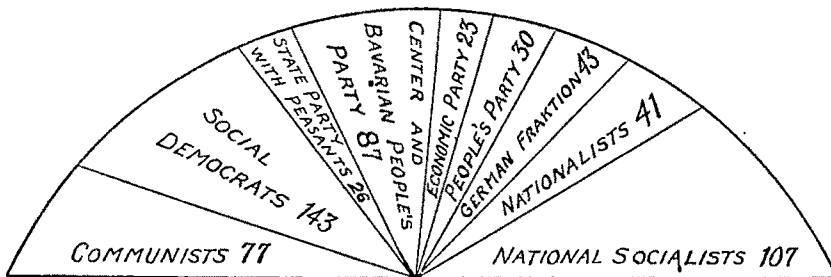 COMMUNISTS 77
SOCIAL
DEMOCRATS 143
STATE PARTY
WITH PEASANTS 26
CENTER AND
BAVARIAN PEOPLE'S
PARTY 87
ECONOMIC PARTY 23
PEOPLE'S PARTY 30
GERMAN FRAKTION 43
NATIONALISTS 41
NATIONAL SOCIALISTS 107